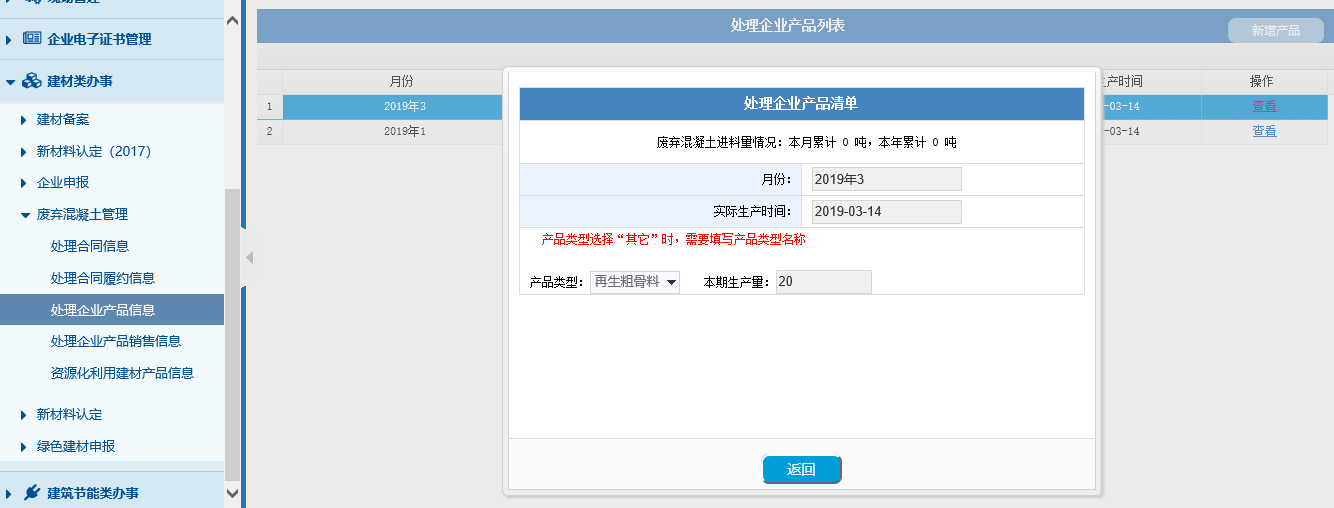 企业电子证书管理
建材类办事
建材备案
新材料认定（2017）
企业申报
废弃混凝土管理
处理合同信息
处理合同履约信息
处理企业产品信息
处理企业产品销售信息
资源化利用建材产品信息
新材料认定
绿色建材申报
建筑节能类办事
处理企业产品列表
新增产品
月份
生产时间
操作
1
2019年3
-03-14
查看
2
2019年1
-03-14
查看
处理企业产品清单
废弃混凝土进料量情况：本月累计 0 吨，本年累计 0 吨
月份：
2019年3
实际生产时间：
2019-03-14
产品类型选择“其它”时，需要填写产品类型名称
产品类型：
再生粗骨料
本期生产量：
20
返回